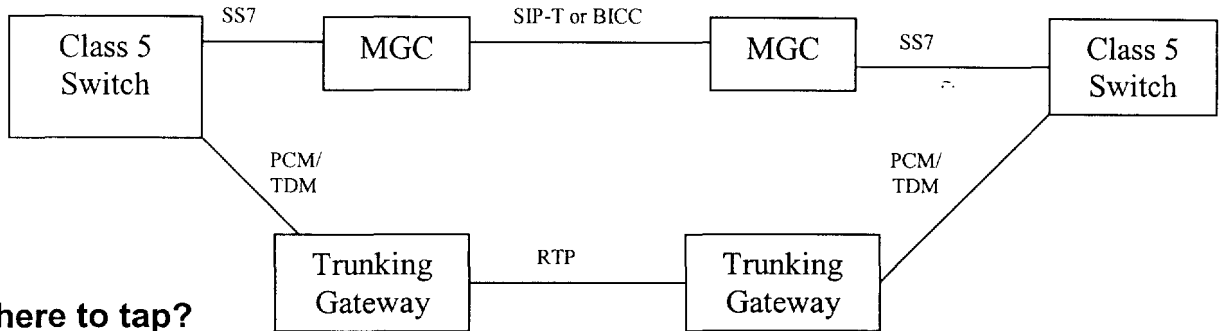 SS7
SIP-T or BICC
Class 5
Switch
MGC
MGC
SS7
Class 5
Switch
PCM/
TDM
PCM/
TDM
Trunking
Gateway
RTP
Trunking
Gateway
here to tap?